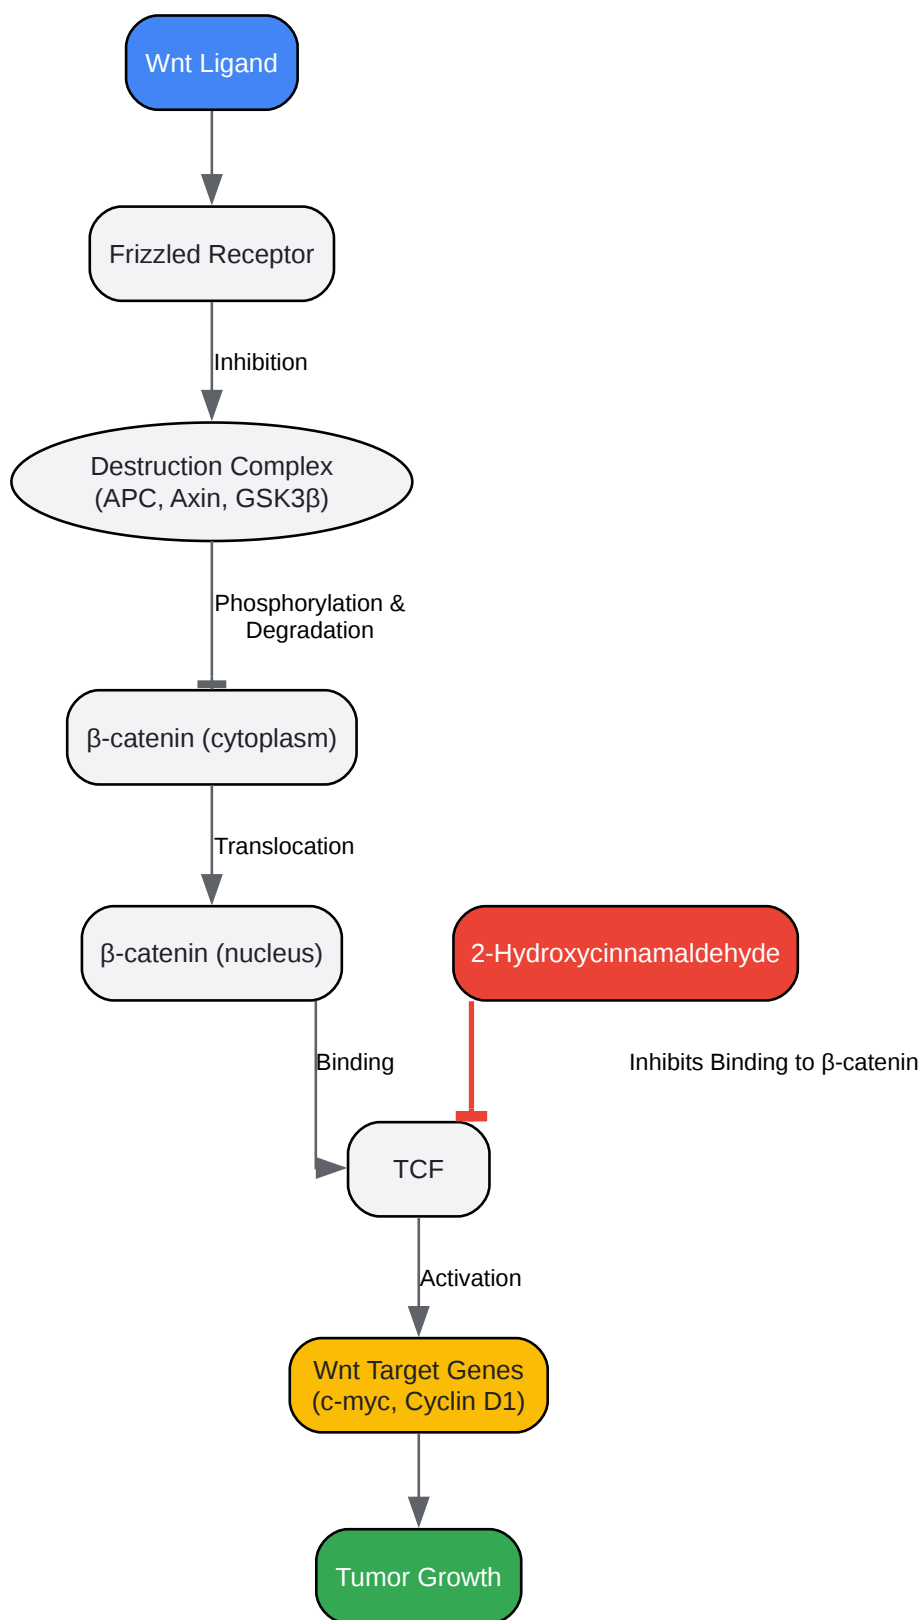 Wnt Ligand
Frizzled Receptor
Inhibition
Destruction Complex
(APC, Axin, GSK3β)
Phosphorylation &
Degradation
β-catenin (cytoplasm)
Translocation
β-catenin (nucleus)
2-Hydroxycinnamaldehyde
Binding
Inhibits Binding to β-catenin
TCF
Activation
Wnt Target Genes
(c-myc, Cyclin D1)
Tumor Growth